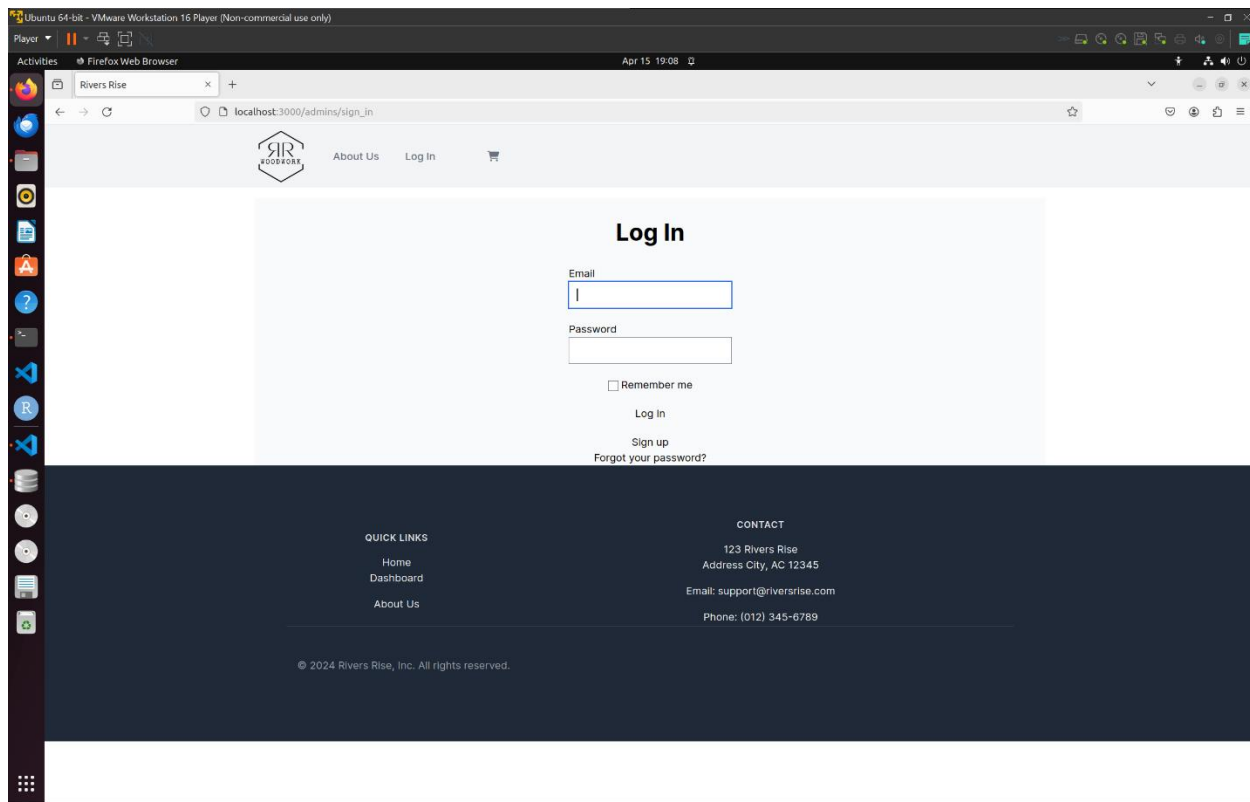 Ubuntu 64-bit - VMware Workstation 16 Player (Non-commercial use only)
Player
Activities Firefox Web Browser Apr 15 19:08
Rivers Rise
localhost:3000/admins/sign_in
RR
WOODWORK
About Us Log In
Log In
Email
Password
Remember me
Log in
Sign up
Forgot your password?
QUICK LINKS
Home
Dashboard
About Us
CONTACT
123 Rivers Rise
Address City, AC 12345
Email: support@riversrise.com
Phone: (012) 345-6789
© 2024 Rivers Rise, Inc. All rights reserved.